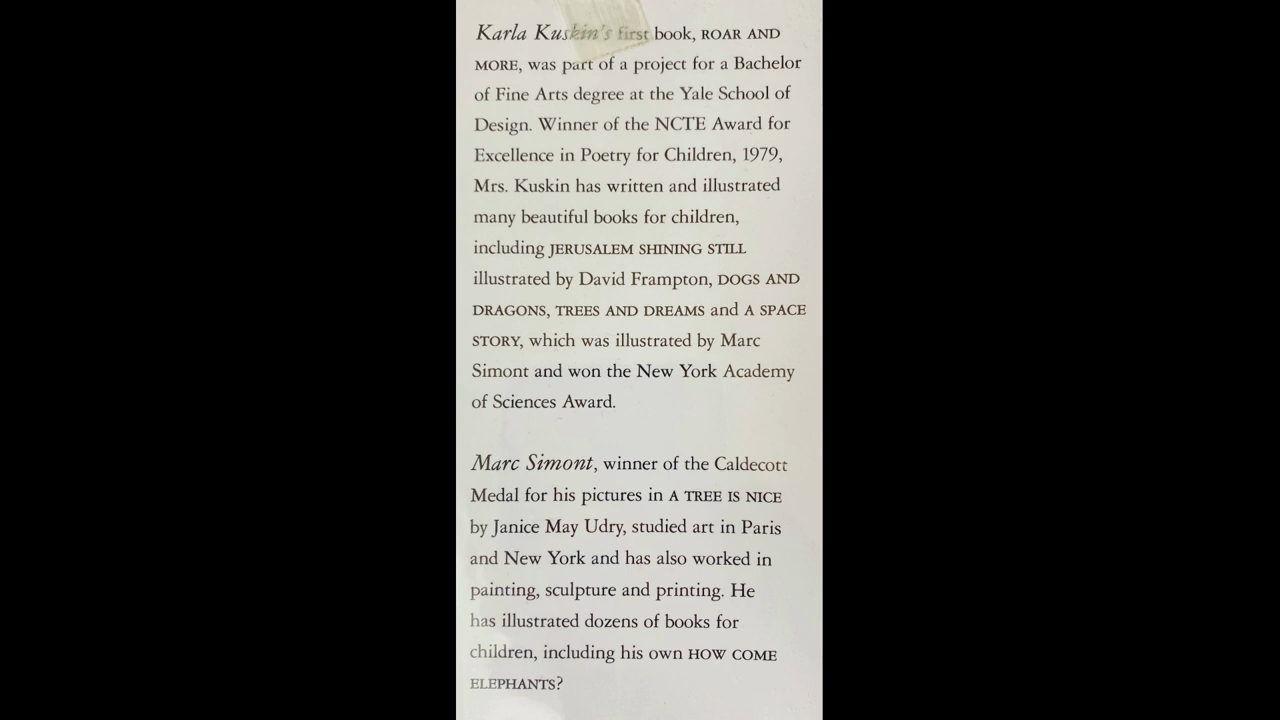 Karla Kuskin's first book, ROAR AND
MORE, was part of a project for a Bachelor
of Fine Arts degree at the Yale School of
Design. Winner of the NCTE Award for
Excellence in Poetry for Children, 1979,
Mrs. Kuskin has written and illustrated
many beautiful books for children,
including JERUSALEM SHINING STILL
illustrated by David Frampton, DOGS AND
DRAGONS, TREES AND DREAMS and A SPACE
STORY, which was illustrated by Marc
Simont and won the New York Academy
of Sciences Award.
Marc Simont, winner of the Caldecott
Medal for his pictures in A TREE IS NICE
by Janice May Udry, studied art in Paris
and New York and has also worked in
painting, sculpture and printing. He
has illustrated dozens of books for
children, including his own HOW COME
ELEPHANTS?